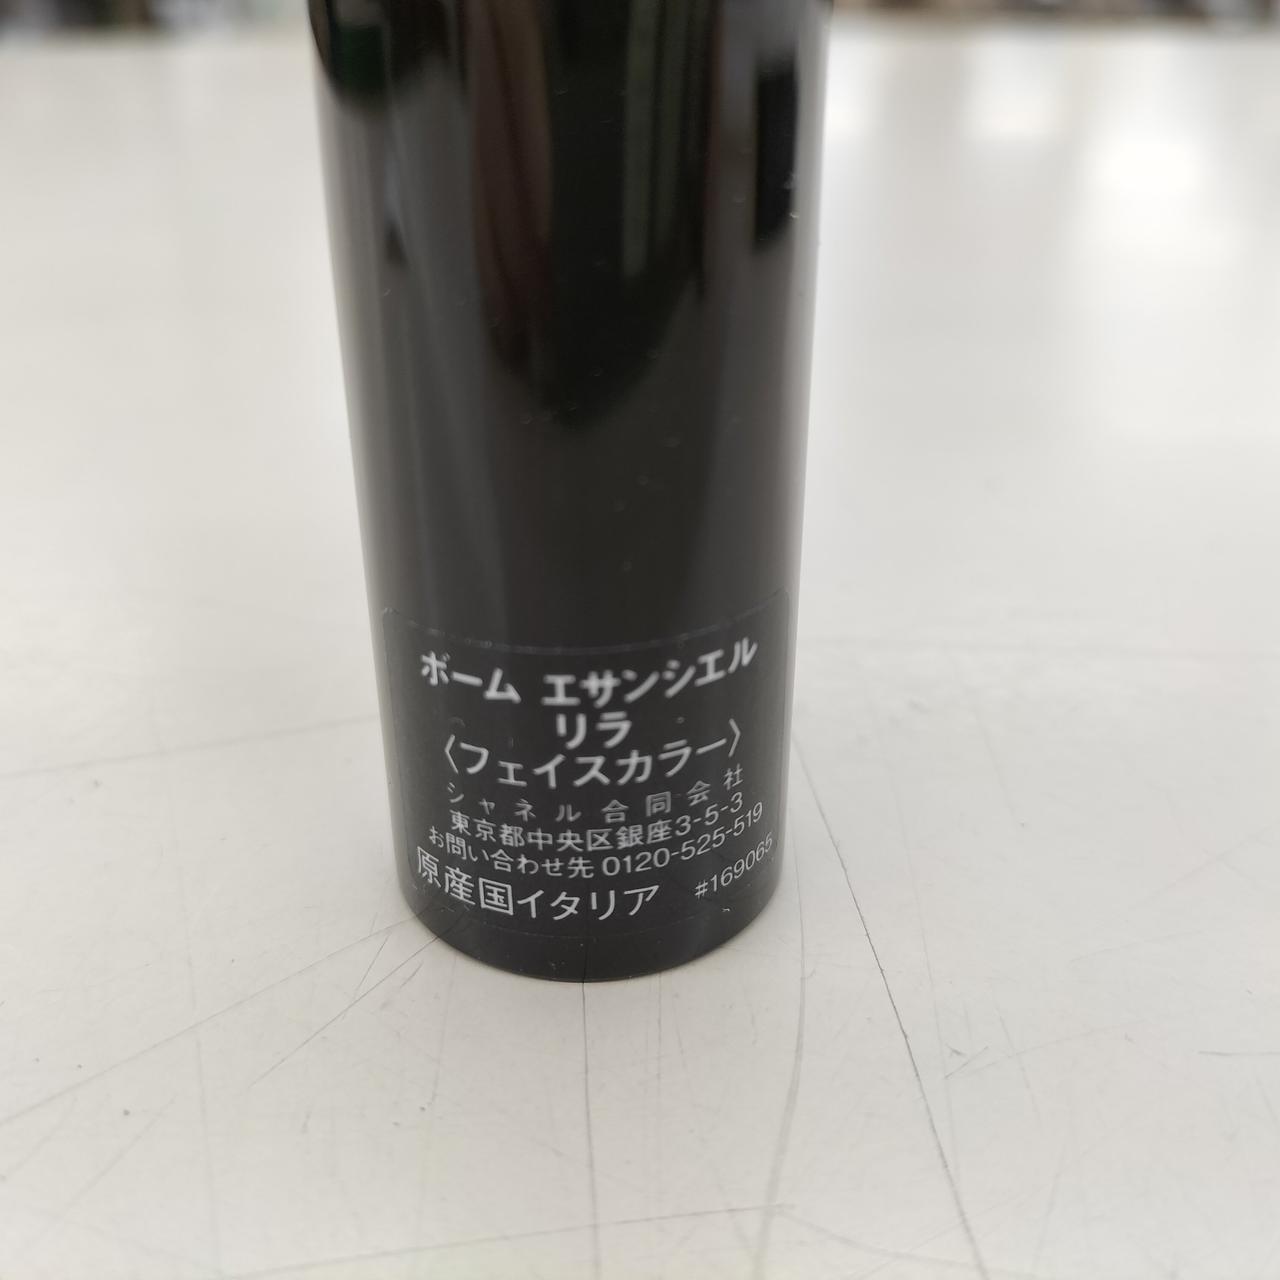 ボーム エサンシエル
リラ
〈フェイスカラー〉
シャネル合同会社
東京都中央区銀座3-5-3
お問い合わせ先 0120-525-519
原産国イタリア #169065